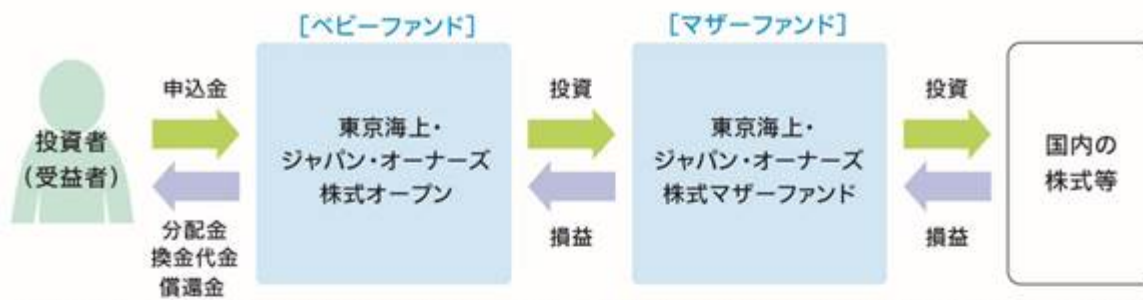 [ベビーファンド]
[マザーファンド]
投資者
(受益者)
申込金
分配金
換金代金
償還金
東京海上・
ジャパン・オーナーズ
株式オープン
投資
損益
東京海上・
ジャパン・オーナーズ
株式マザーファンド
投資
損益
国内の
株式等